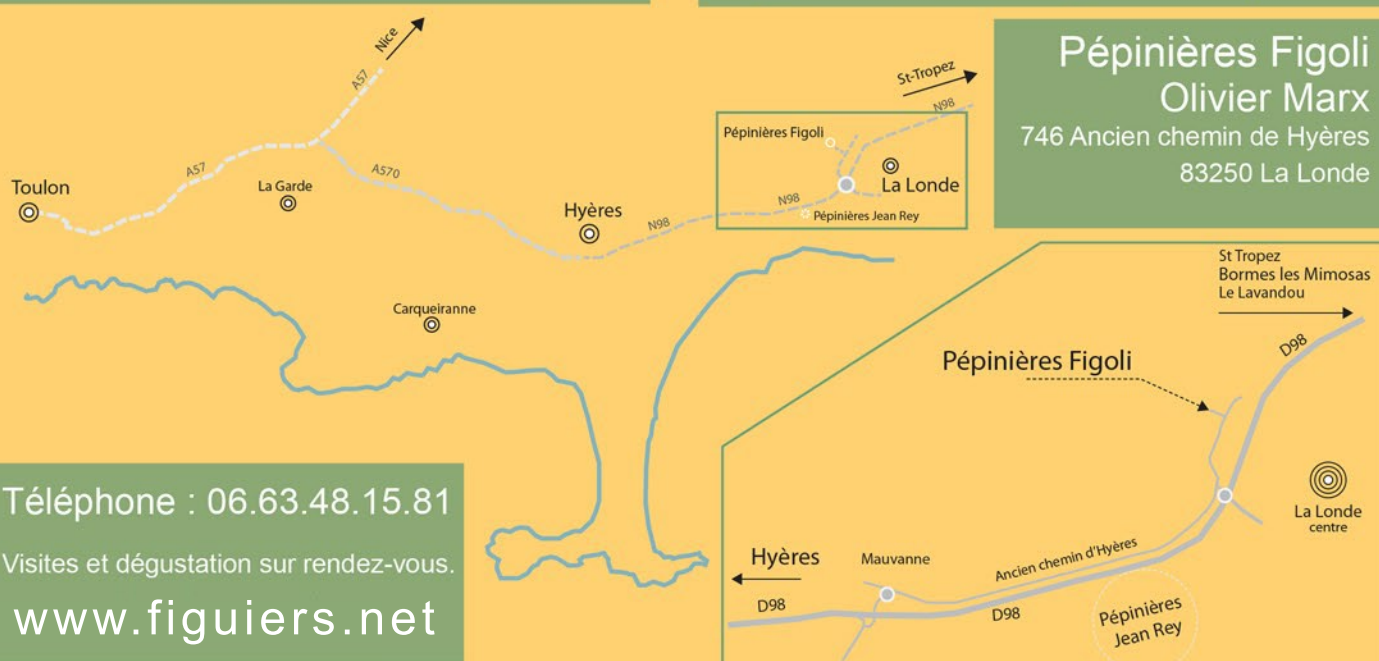 Nice
A57
A57
A570
Toulon
La Garde
Hyères
N98
Carqueiranne
St-Tropez
N98
Pépinières Figoli
La Londe
N98
Pépinières Jean Rey
Pépinières Figoli
Olivier Marx
746 Ancien chemin de Hyères
83250 La Londe
St Tropez
Bormes les Mimosas
Le Lavandou
D98
Pépinières Figoli
La Londe
centre
Ancien chemin d'Hyères
Hyères
Mauvanne
D98
D98
Pépinières
Jean Rey
Téléphone : 06.63.48.15.81
Visites et dégustation sur rendez-vous.
www.figuiers.net